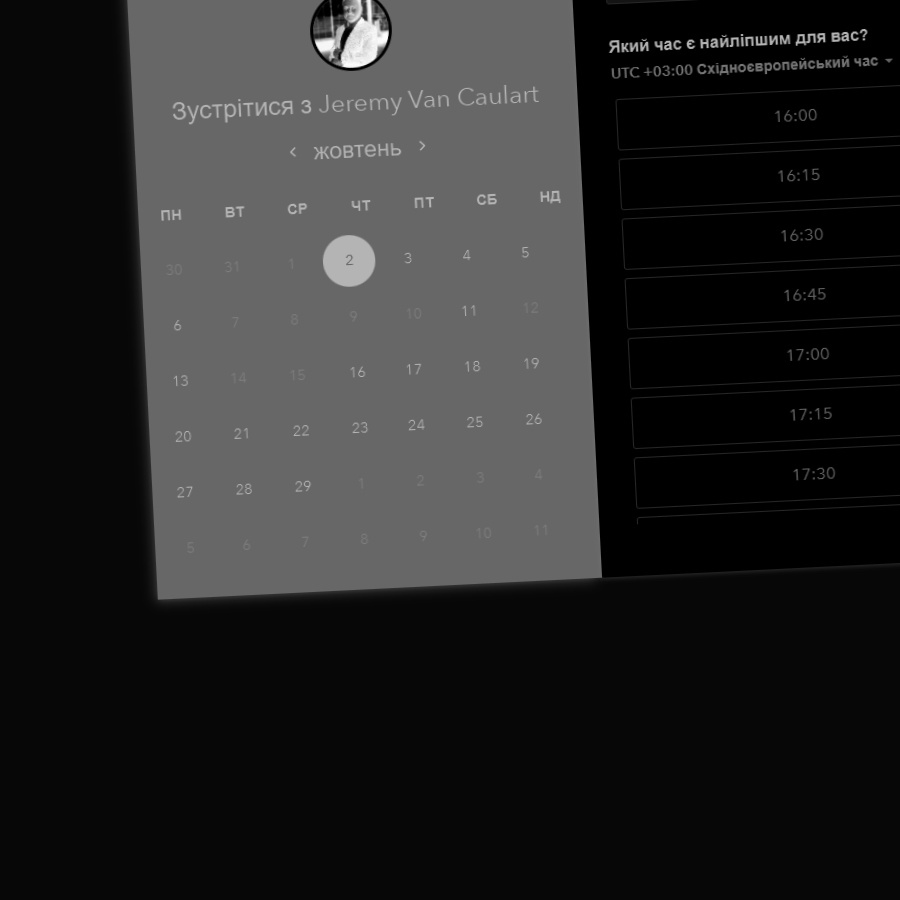 Зустрітися з Jeremy Van Caulart
‹ жовтень ›
ПН ВТ СР ЧТ ПТ СБ НД
30 31 1 2 3 4 5
6 7 8 9 10 11 12
13 14 15 16 17 18 19
20 21 22 23 24 25 26
27 28 29 1 2 3 4
5 6 7 8 9 10 11
Який час є найліпшим для вас?
UTC +03:00 Східноєвропейський час
16:00
16:15
16:30
16:45
17:00
17:15
17:30